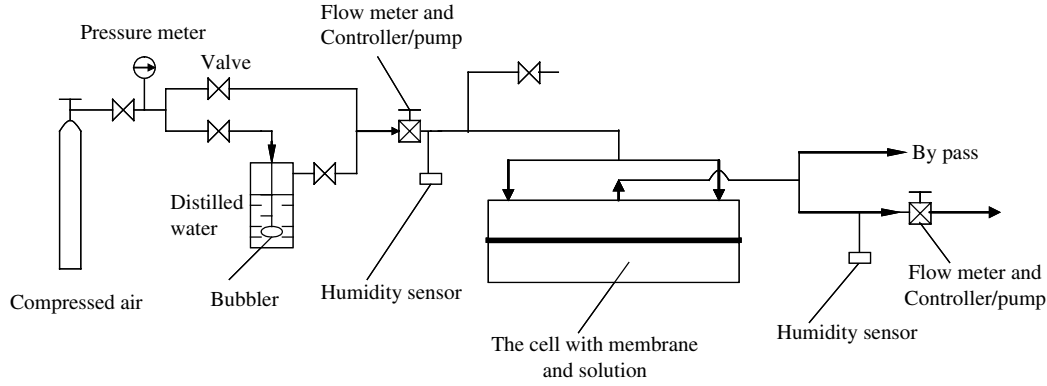 Flow meter and
Controller/pump
Pressure meter
Valve
By pass
Distilled
water
Compressed air
Bubbler
Humidity sensor
Flow meter and
Controller/pump
Humidity sensor
The cell with membrane
and solution